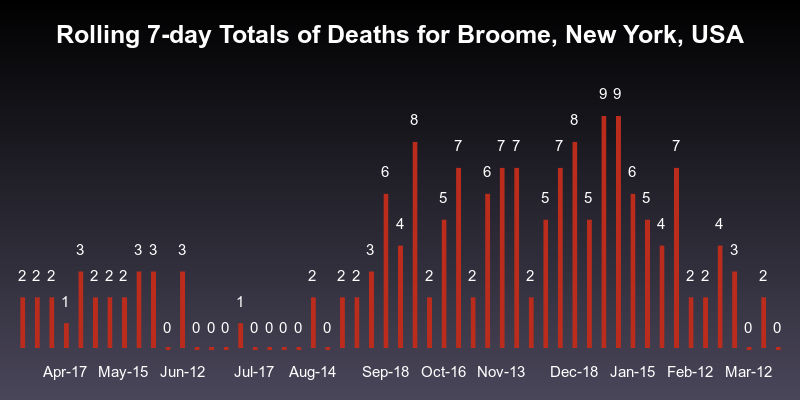 Rolling 7-day Totals of Deaths for Broome, New York, USA
9 9
8 8
7 7 7 7 7
6 6 6
5 5 5 5
4 4 4
3 3 3 3 3 3
2 2 2 2 2 2 2 2 2 2 2 2 2 2 2
1 1
0 0 0 0 0 0 0 0 0 0 0
Apr-17 May-15 Jun-12 Jul-17 Aug-14 Sep-18 Oct-16 Nov-13 Dec-18 Jan-15 Feb-12 Mar-12